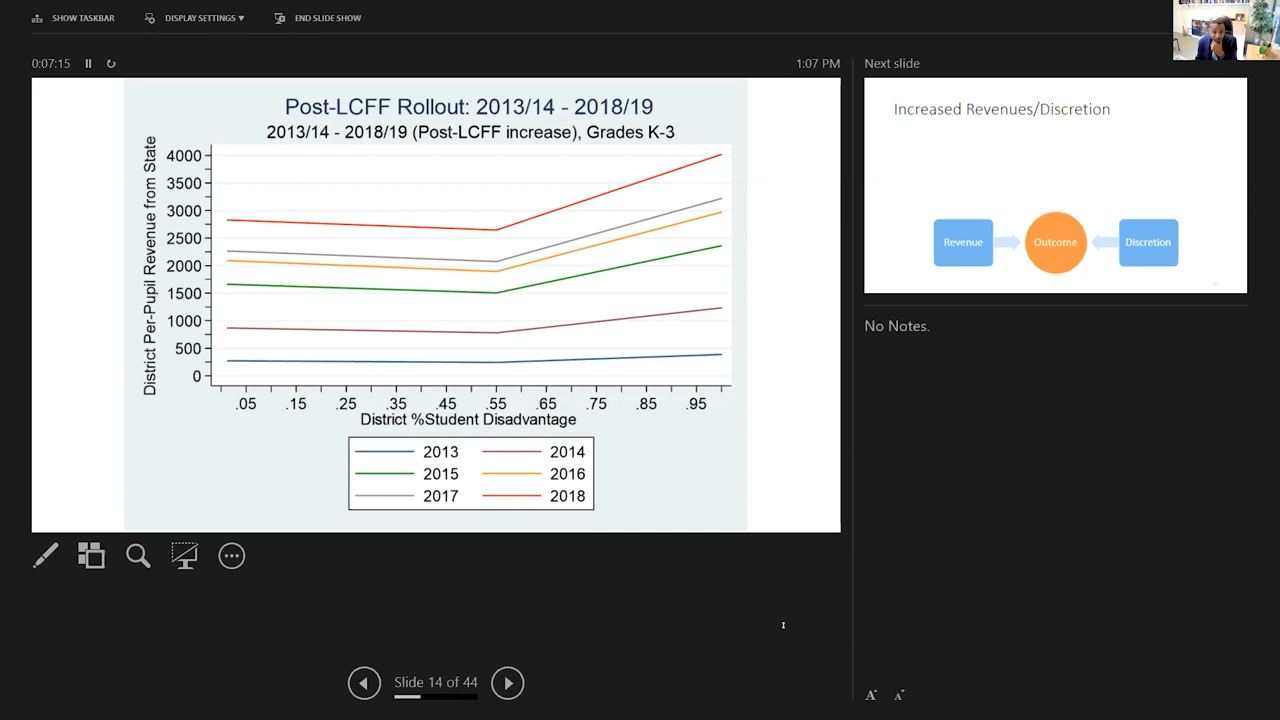 SHOW TASKBAR
DISPLAY SETTINGS ▼
END SLIDE SHOW
0:07:15
1:07 PM
Post-LCFF Rollout: 2013/14 - 2018/19
2013/14 - 2018/19 (Post-LCFF increase), Grades K-3
District Per-Pupil Revenue from State
4000
3500
3000
2500
2000
1500
1000
500
0
.05 .15 .25 .35 .45 .55 .65 .75 .85 .95
District %Student Disadvantage
2013 2014
2015 2016
2017 2018
Slide 14 of 44
Next slide
Increased Revenues/Discretion
Revenue Outcome Discretion
No Notes.
A A